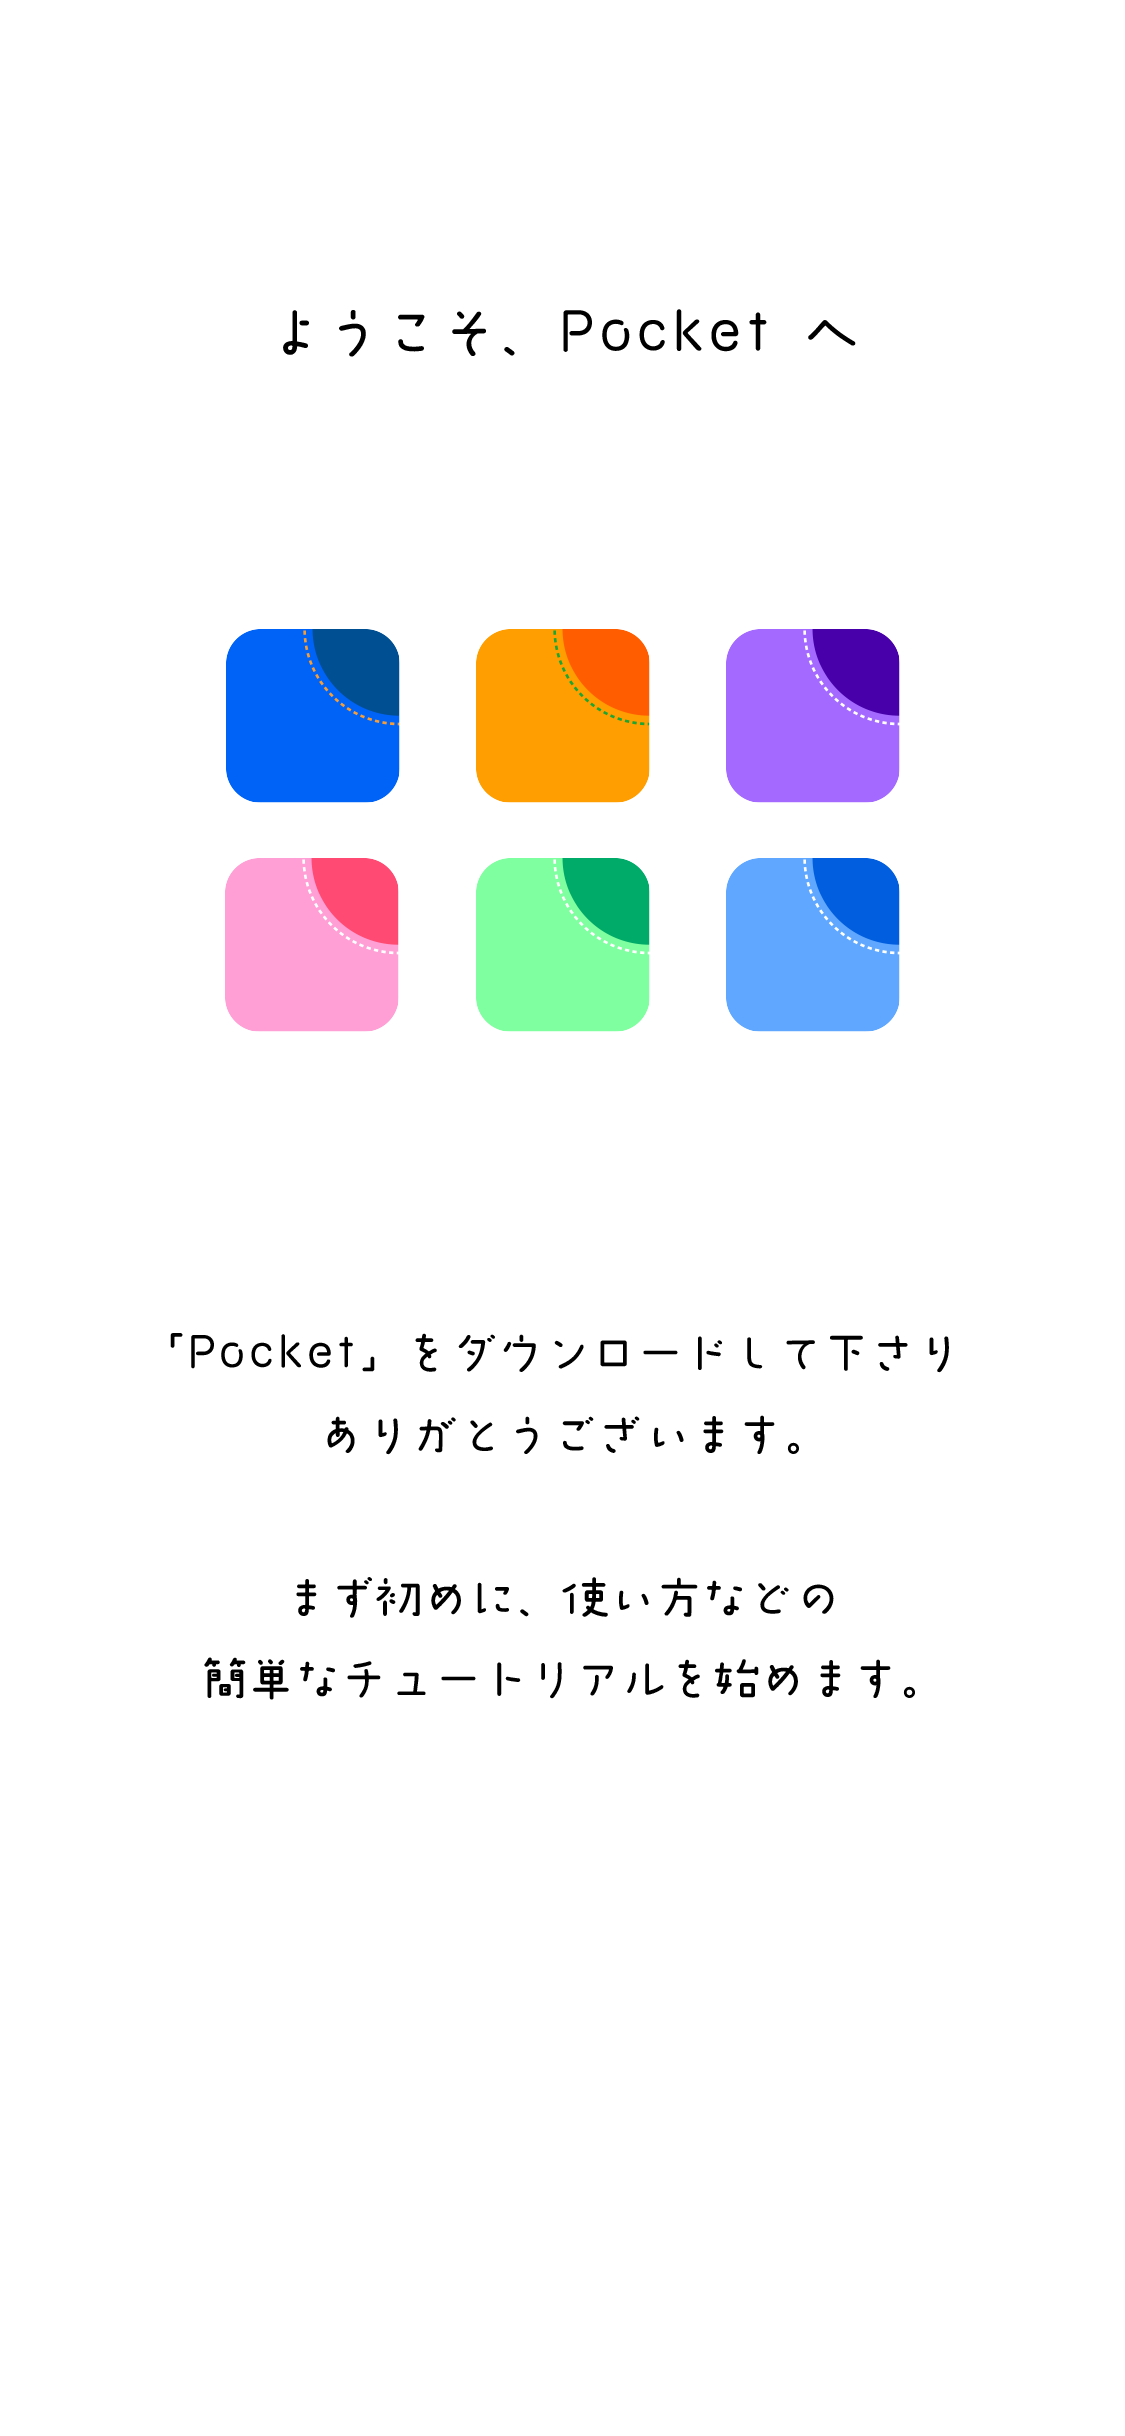 ようこそ、Pocket へ
「Pocket」をダウンロードして下さり
ありがとうございます。
まず初めに、使い方などの
簡単なチュートリアルを始めます。